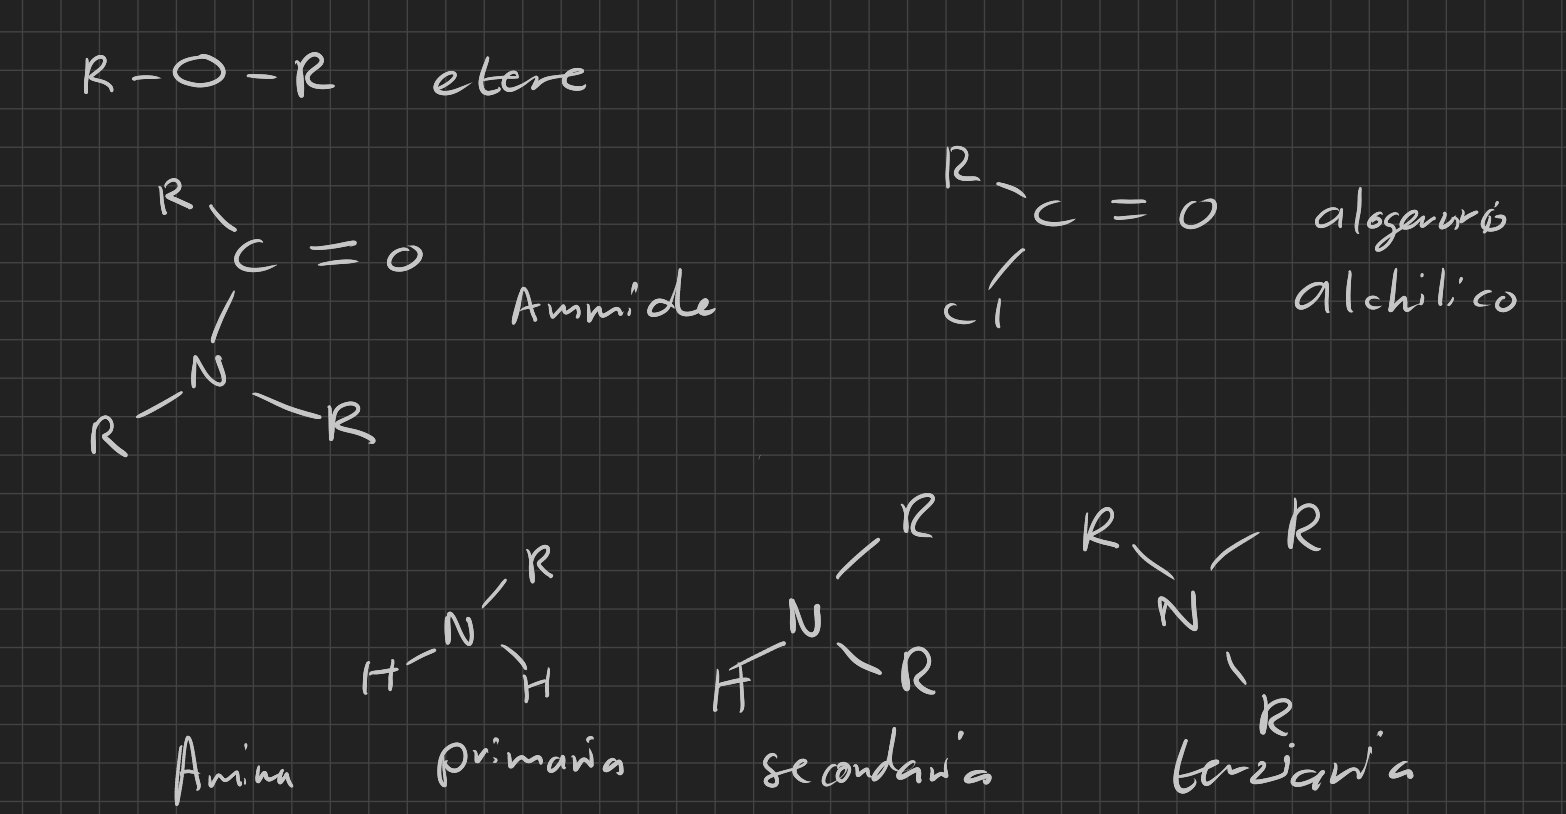 R - O - R etere
R
C = O
N
R R
Ammide
R
C = O
Cl
alogenuro
alchilico
R
N
H H
R
N
H R
R R
N
R
Amina primaria secondaria terziaria